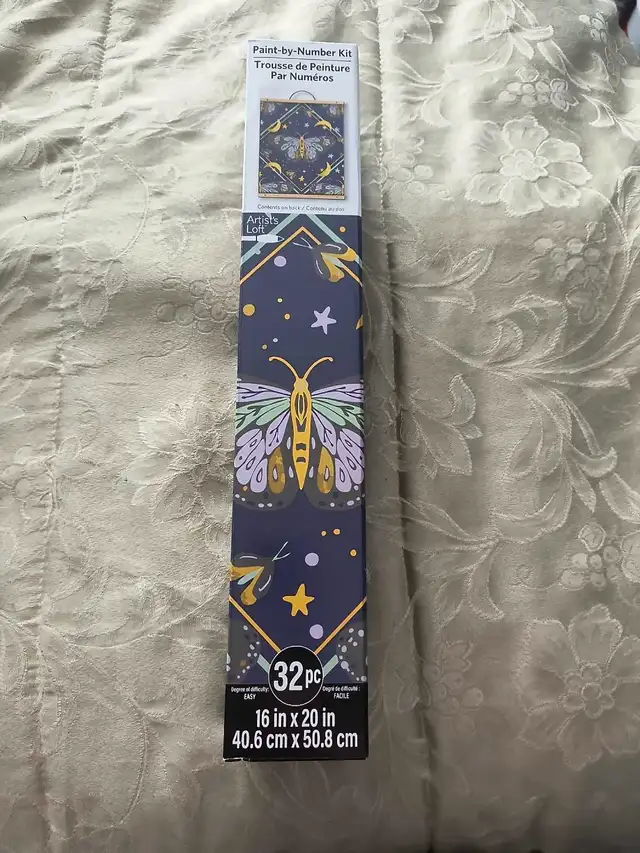 Paint-by-Number Kit
Trousse de Peinture
Par Numéros
Contents on back / Contenu au dos
Artist's
Loft
32pc
Degree of difficulty:
EASY
Degré de difficulté :
FACILE
16 in x 20 in
40.6 cm x 50.8 cm